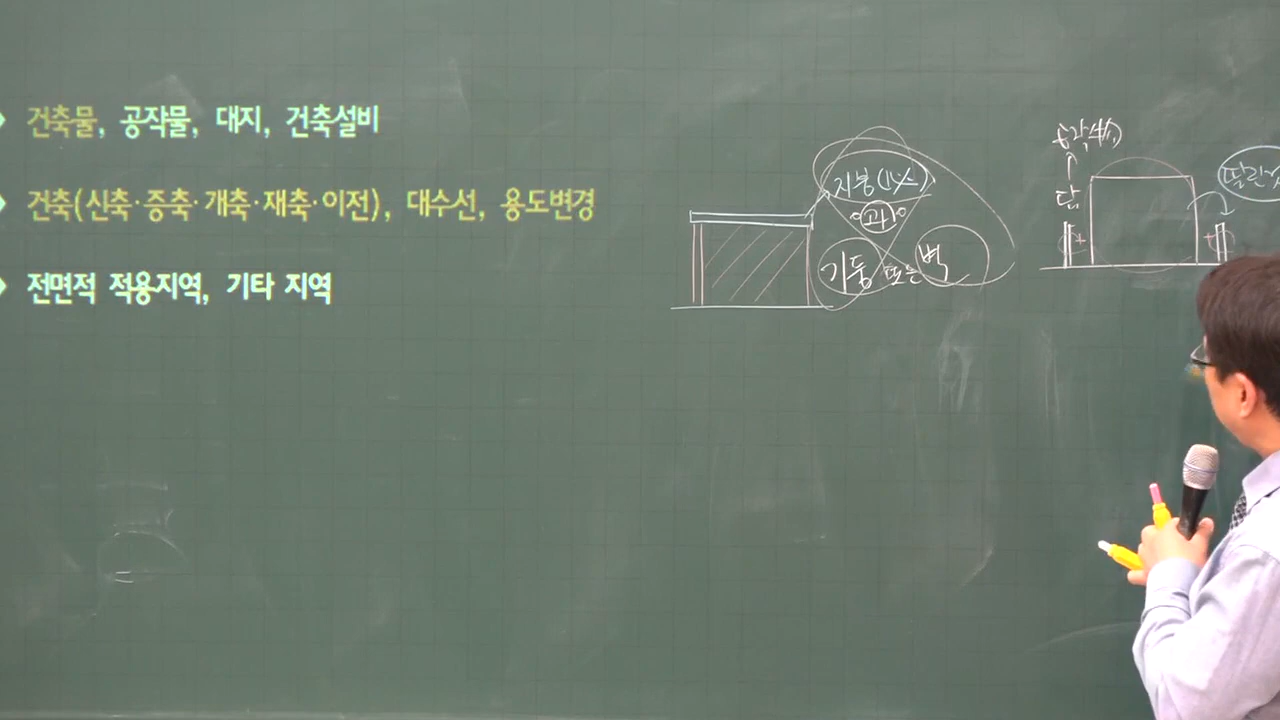 건축물, 공작물, 대지, 건축설비
건축(신축·증축·개축·재축·이전), 대수선, 용도변경
전면적 적용지역, 기타 지역
지붕
과
기둥 또는 벽
담
딸린